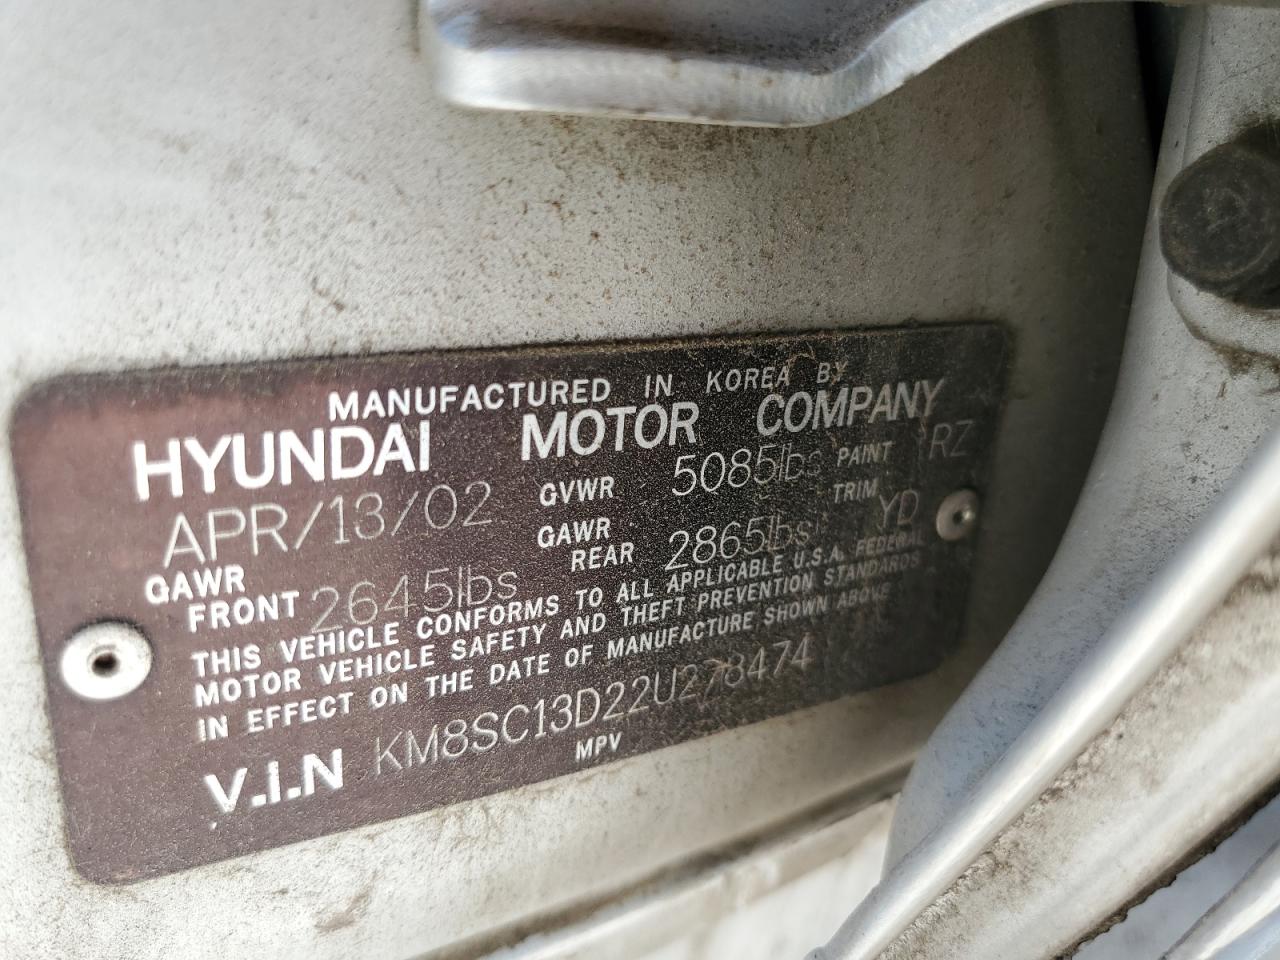 MANUFACTURED IN KOREA BY
HYUNDAI MOTOR COMPANY
APR/13/02 GVWR 5085lbs PAINT RZ
GAWR FRONT 2645lbs GAWR REAR 2865lbs TRIM YD
THIS VEHICLE CONFORMS TO ALL APPLICABLE U.S.A. FEDERAL
MOTOR VEHICLE SAFETY AND THEFT PREVENTION STANDARDS
IN EFFECT ON THE DATE OF MANUFACTURE SHOWN ABOVE
V.I.N KM8SC13D22U278474
MPV